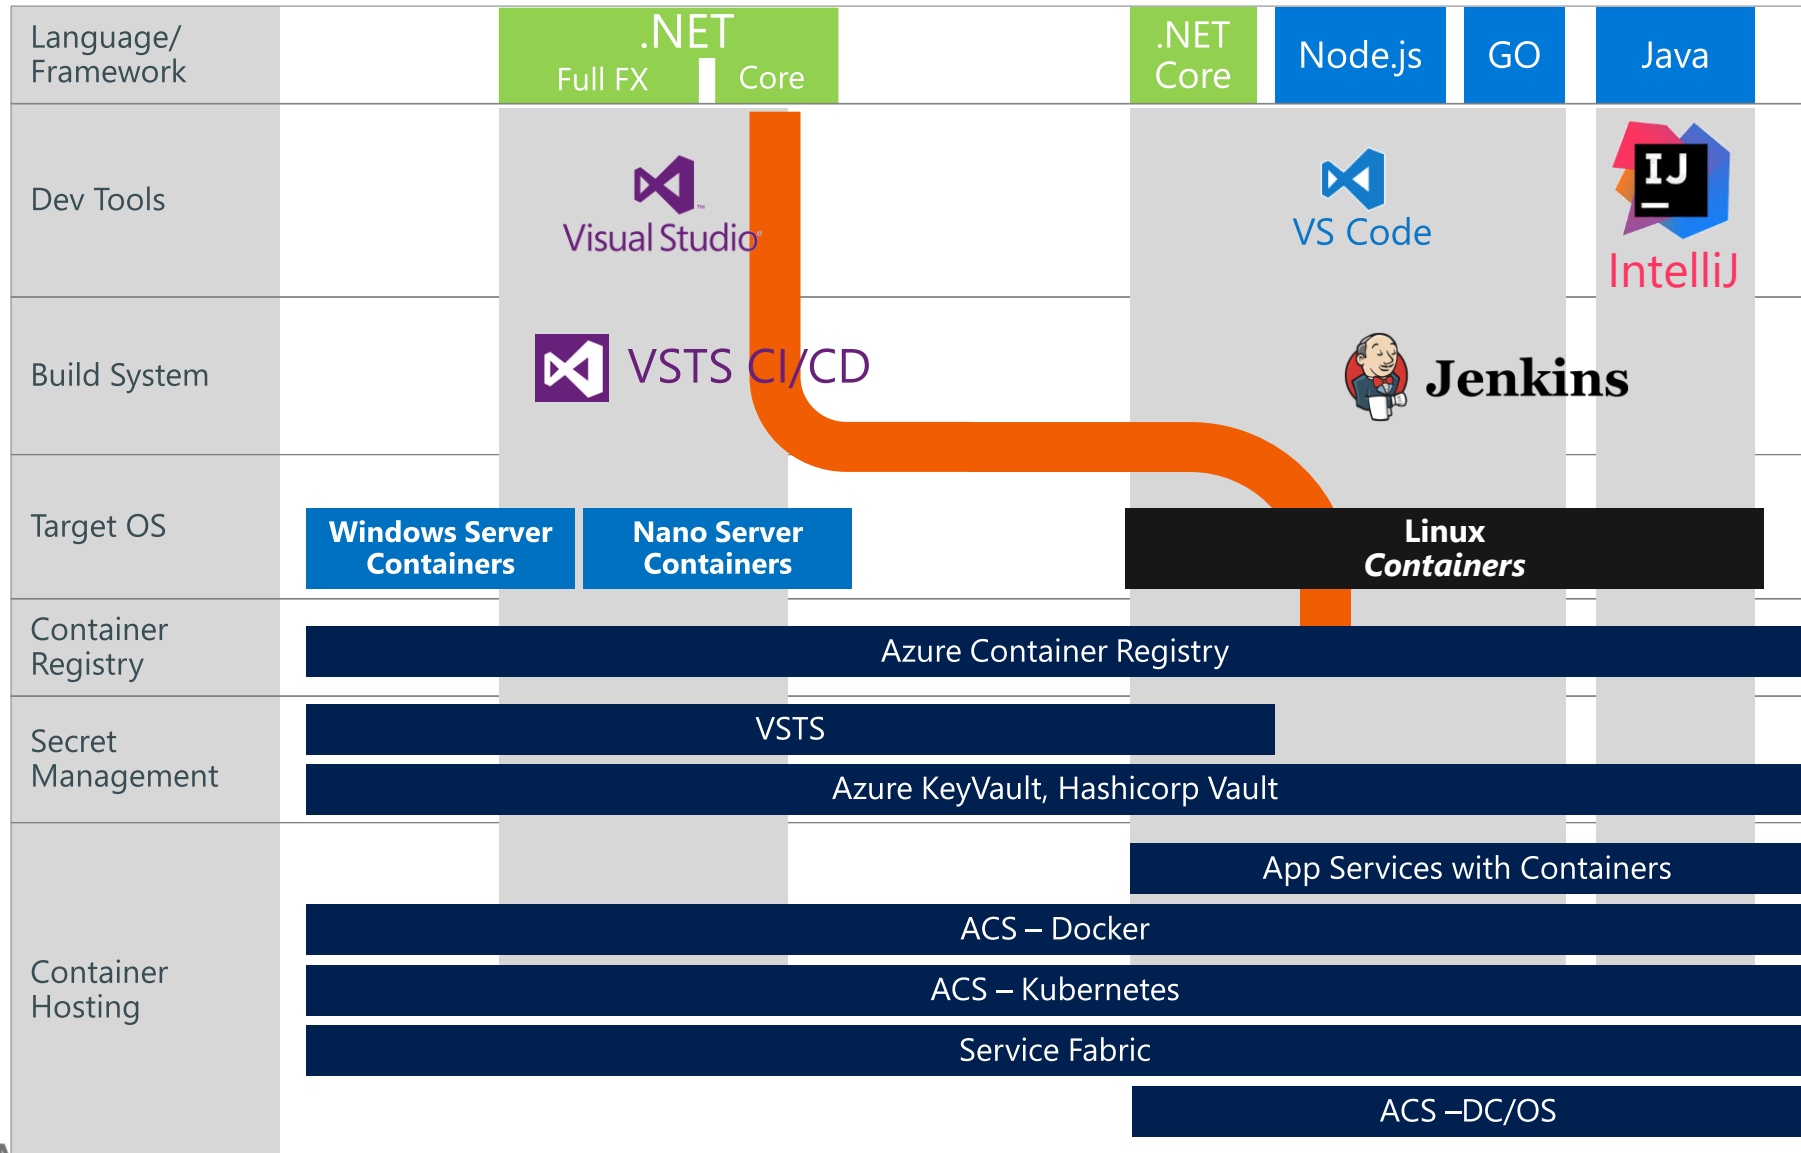 Language/
Framework
.NET
Full FX
Core
.NET
Core
Node.js
GO
Java
Dev Tools
Visual Studio
VS Code
IJ
IntelliJ
Build System
VSTS CI/CD
Jenkins
Target OS
Windows Server
Containers
Nano Server
Containers
Linux
Containers
Container
Registry
Azure Container Registry
Secret
Management
VSTS
Azure KeyVault, Hashicorp Vault
Container
Hosting
App Services with Containers
ACS – Docker
ACS – Kubernetes
Service Fabric
ACS –DC/OS